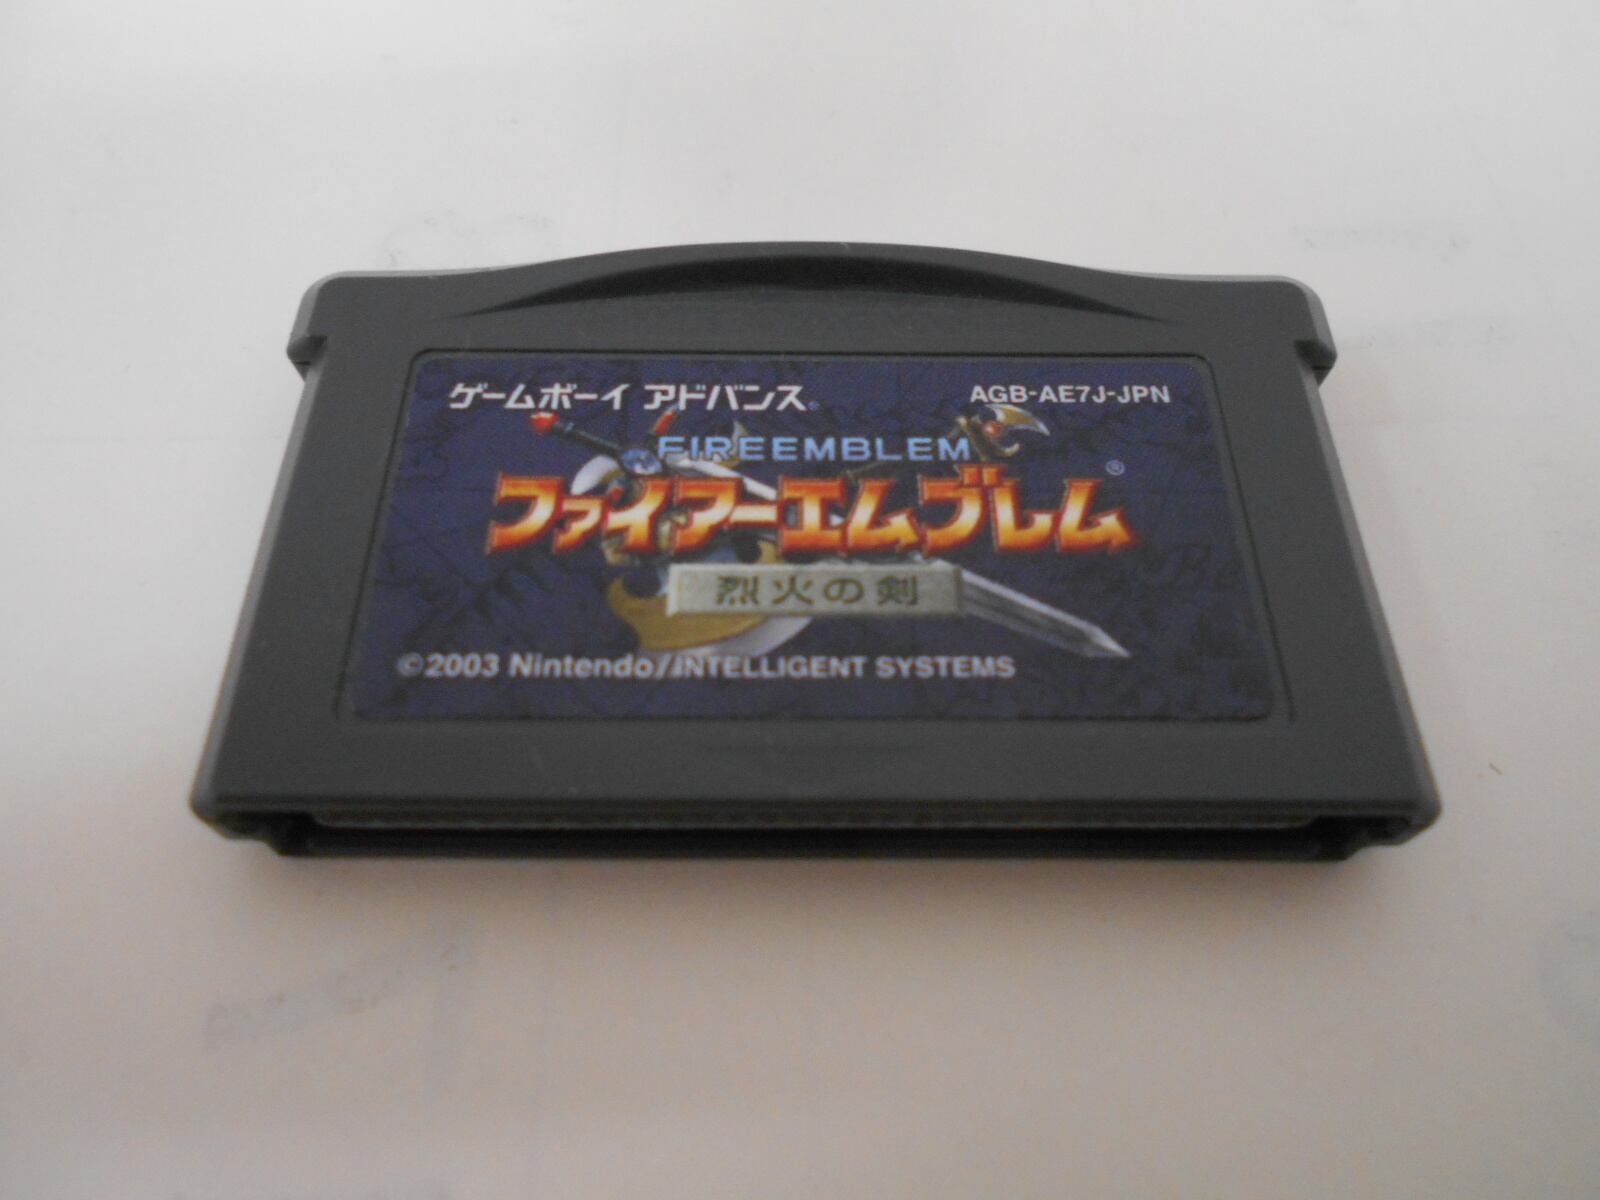 ゲームボーイ アドバンス
AGB-AE7J-JPN
FIREEMBLEM
ファイアーエムブレム®
烈火の剣
©2003 Nintendo/INTELLIGENT SYSTEMS